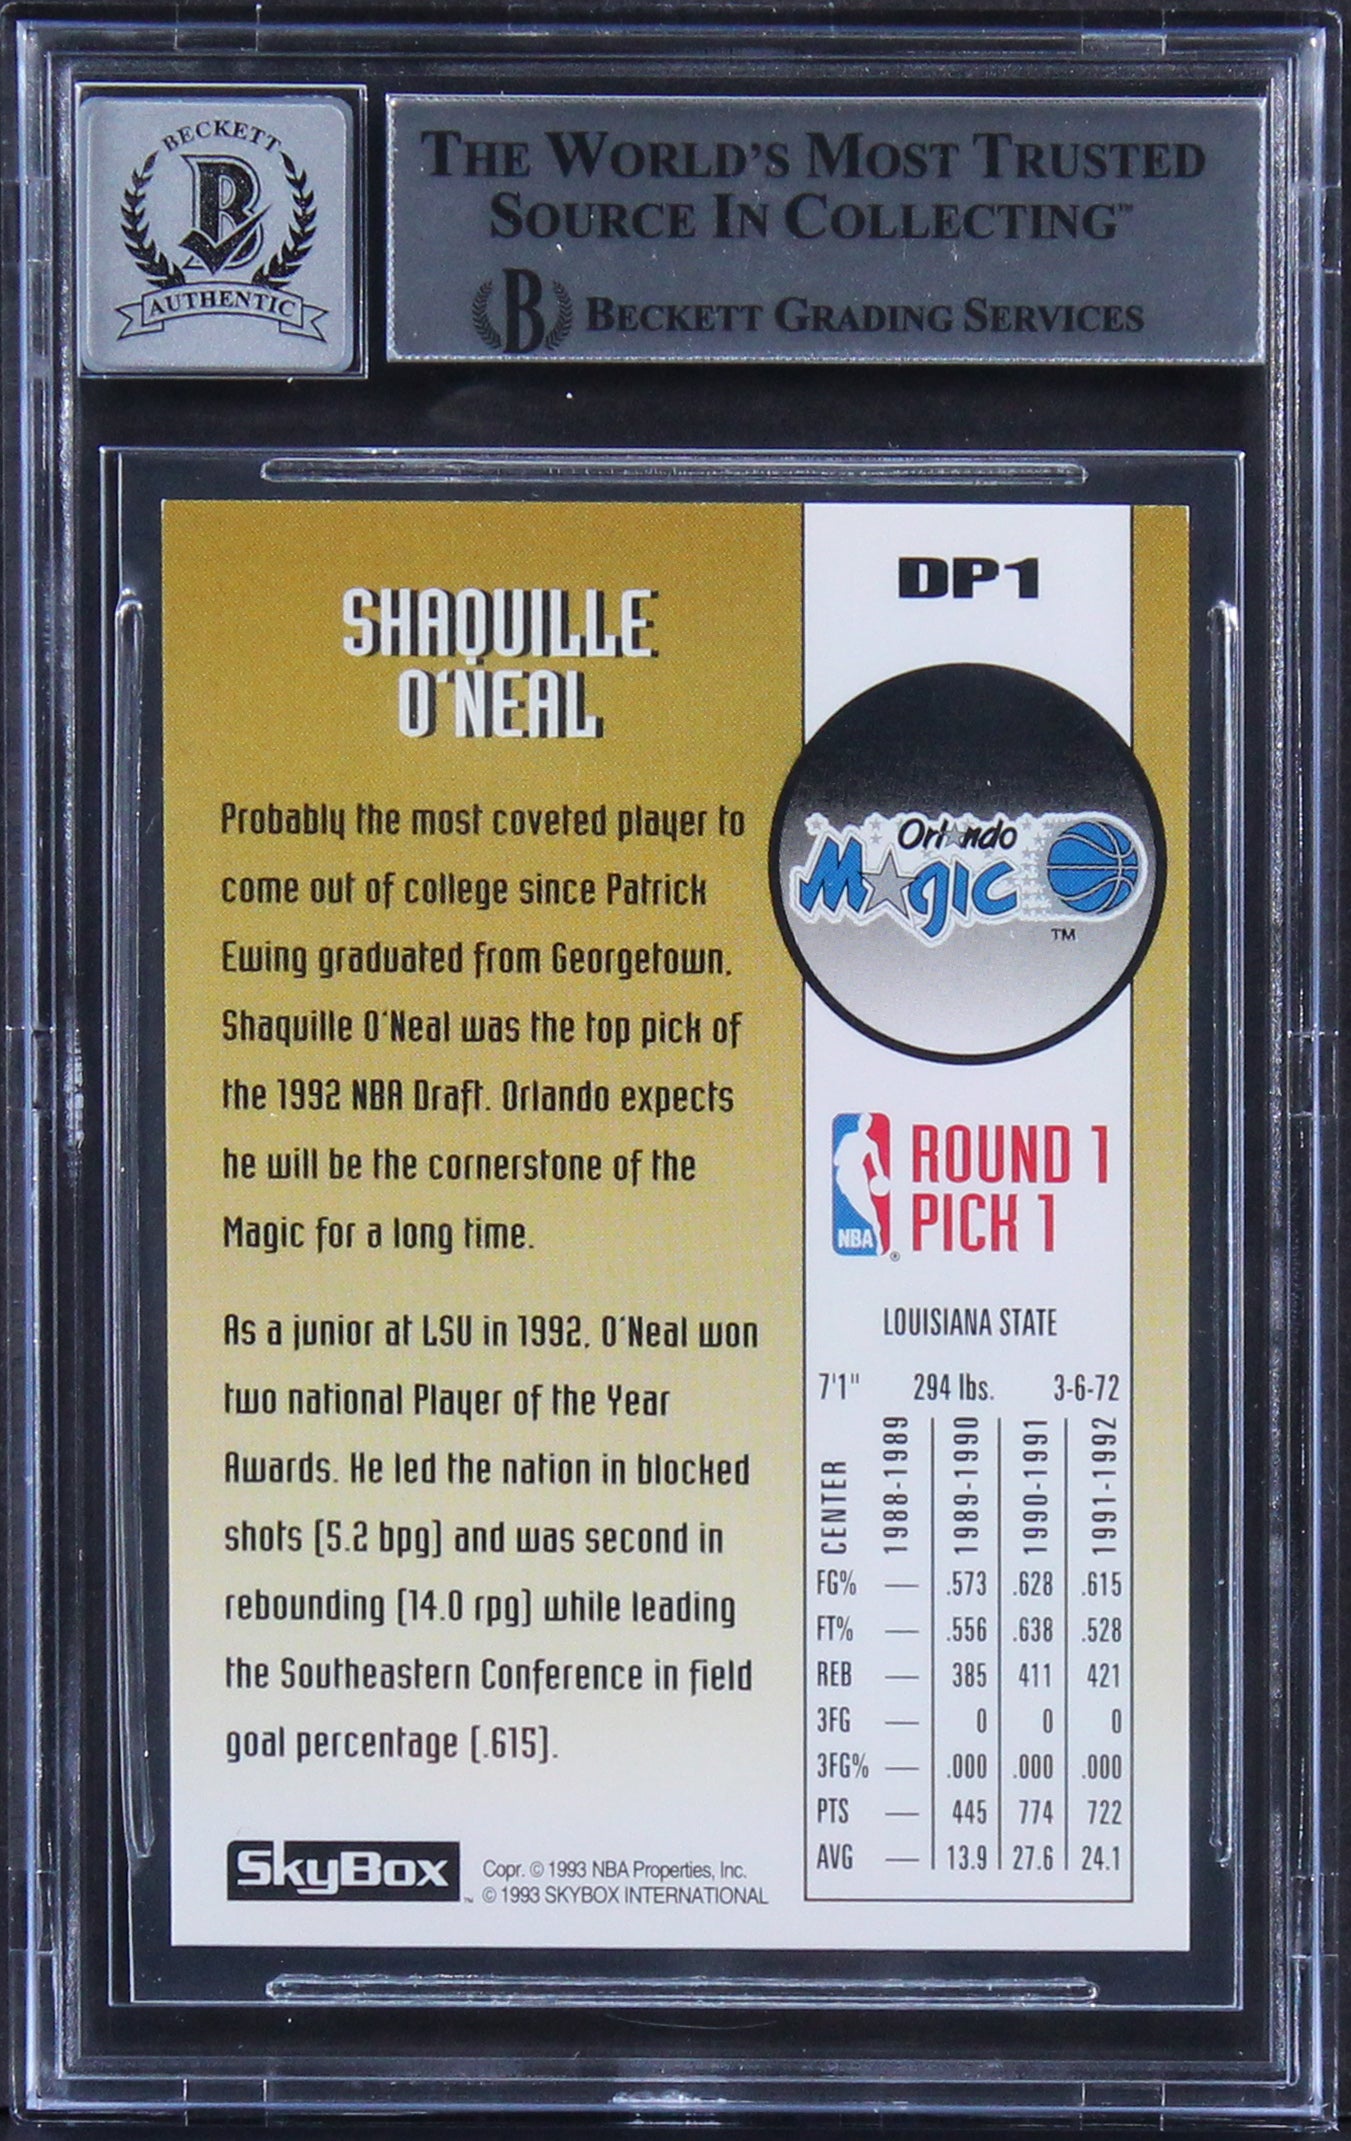 BECKETT
B
AUTHENTIC
THE WORLD'S MOST TRUSTED
SOURCE IN COLLECTING™
B BECKETT GRADING SERVICES
SHAQUILLE
O'NEAL
Probably the most coveted player to
come out of college since Patrick
Ewing graduated from Georgetown,
Shaquille O'Neal was the top pick of
the 1992 NBA Draft. Orlando expects
he will be the cornerstone of the
Magic for a long time.
As a junior at LSU in 1992, O'Neal won
two national Player of the Year
Awards. He led the nation in blocked
shots (5.2 bpg) and was second in
rebounding (14.0 rpg) while leading
the Southeastern Conference in field
goal percentage (.615).
SkyBox™
Copr. © 1993 NBA Properties, Inc.
© 1993 SKYBOX INTERNATIONAL
DP1
Orlando
Magic
TM
NBA®
ROUND 1
PICK 1
LOUISIANA STATE
7'1" 294 lbs. 3-6-72
CENTER 1988-1989 1989-1990 1990-1991 1991-1992
FG% — .573 .628 .615
FT% — .556 .638 .528
REB — 385 411 421
3FG — 0 0 0
3FG% — .000 .000 .000
PTS — 445 774 722
AVG — 13.9 27.6 24.1